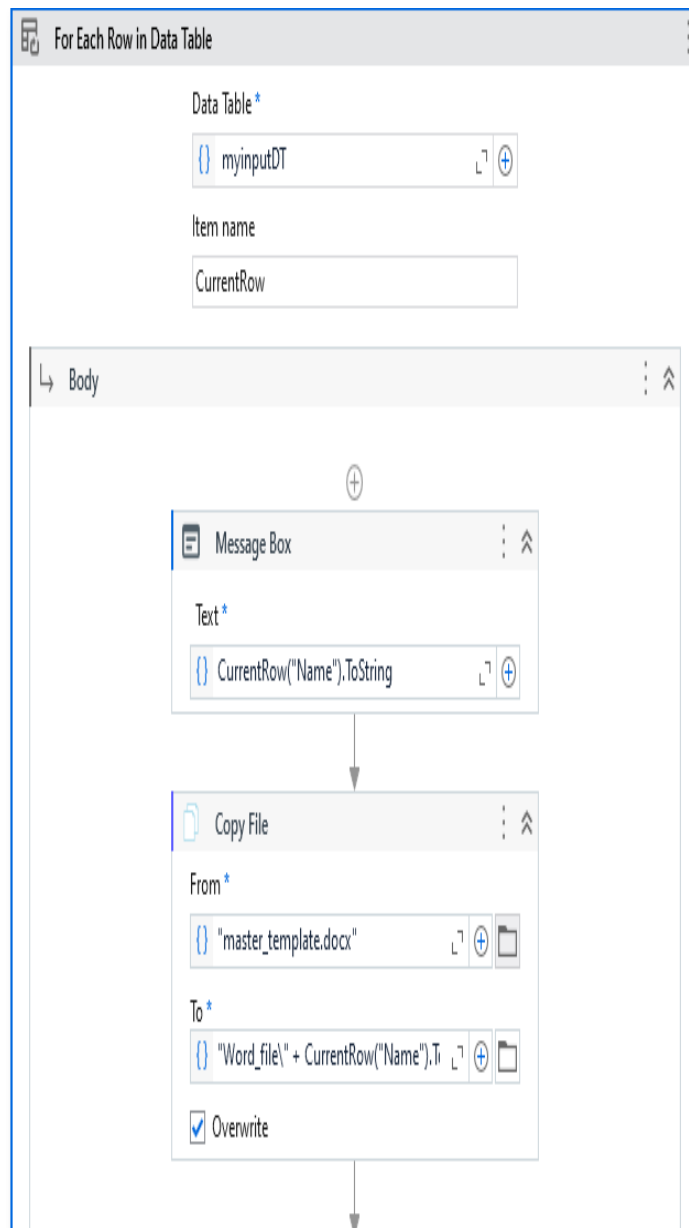 For Each Row in Data Table
Data Table *
{} myinputDT
Item name
CurrentRow
Body
Message Box
Text *
{} CurrentRow("Name").ToString
Copy File
From *
{} "master_template.docx"
To *
{} "Word_file\" + CurrentRow("Name").T
Overwrite